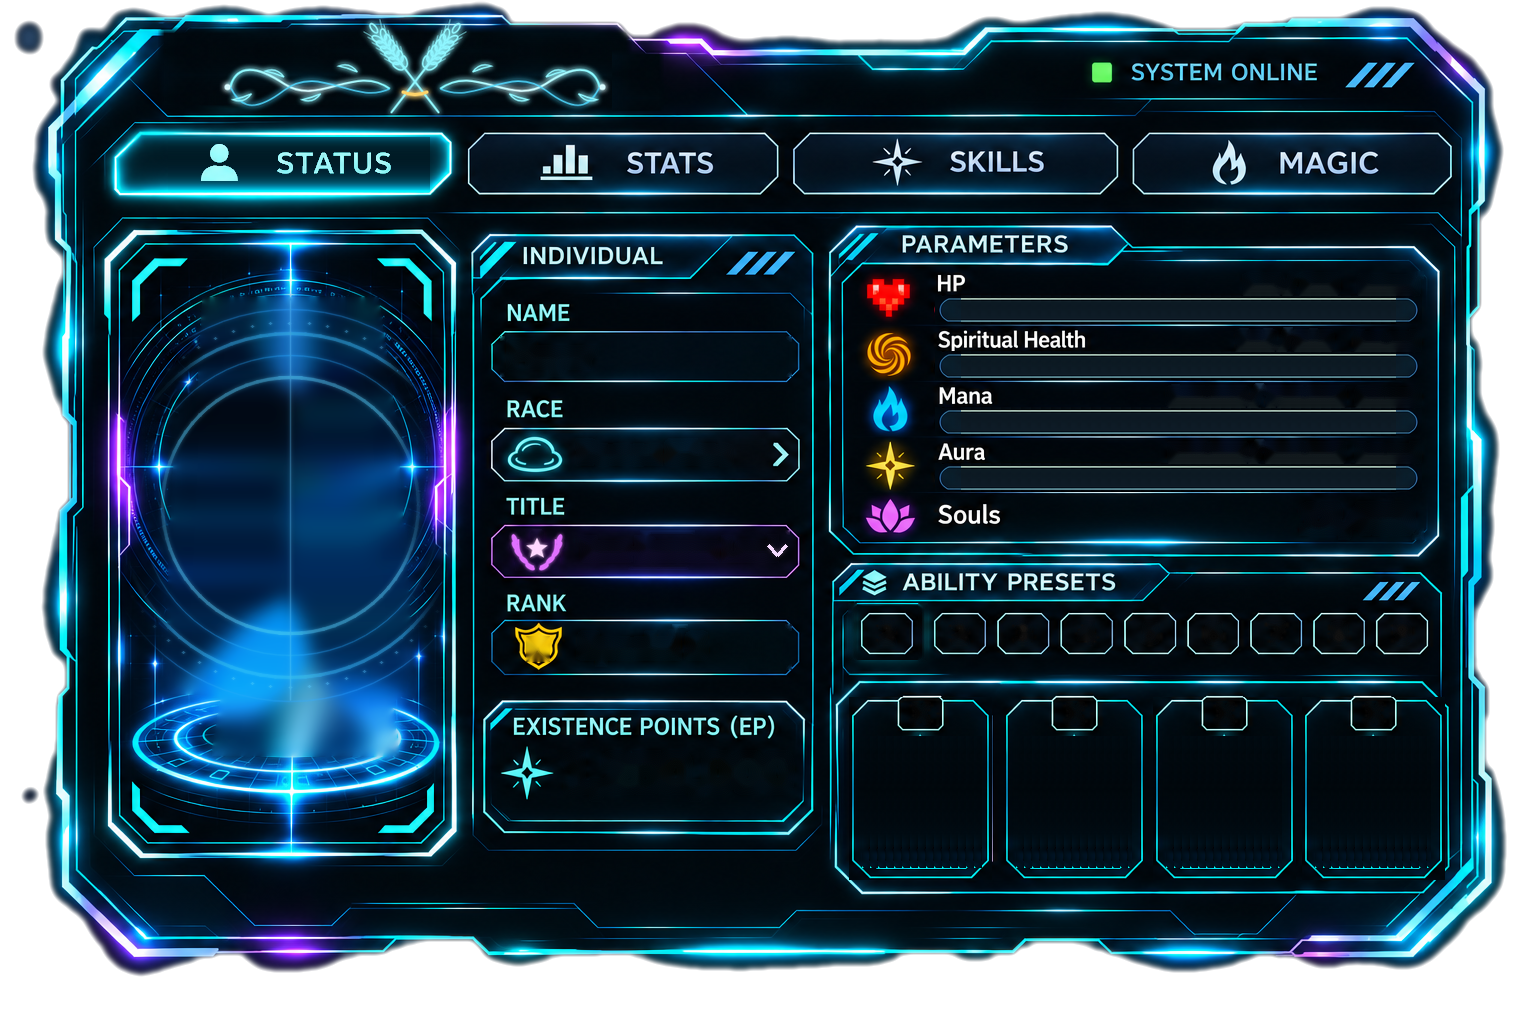 SYSTEM ONLINE
STATUS
STATS
SKILLS
MAGIC
INDIVIDUAL
NAME
RACE
TITLE
RANK
EXISTENCE POINTS (EP)
PARAMETERS
HP
Spiritual Health
Mana
Aura
Souls
ABILITY PRESETS